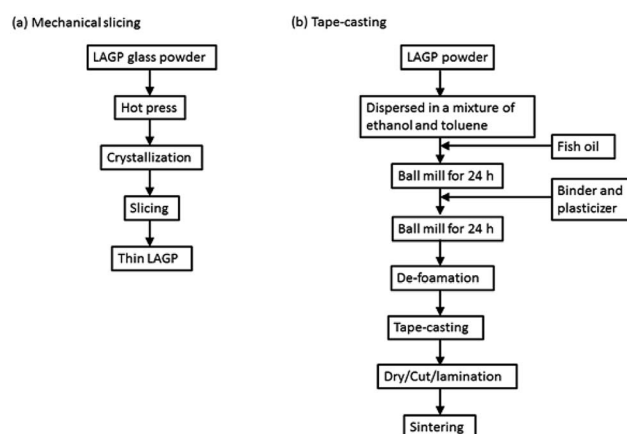 (a) Mechanical slicing
LAGP glass powder
Hot press
Crystallization
Slicing
Thin LAGP
(b) Tape-casting
LAGP powder
Dispersed in a mixture of
ethanol and toluene
Fish oil
Ball mill for 24 h
Binder and
plasticizer
Ball mill for 24 h
De-foamation
Tape-casting
Dry/Cut/lamination
Sintering